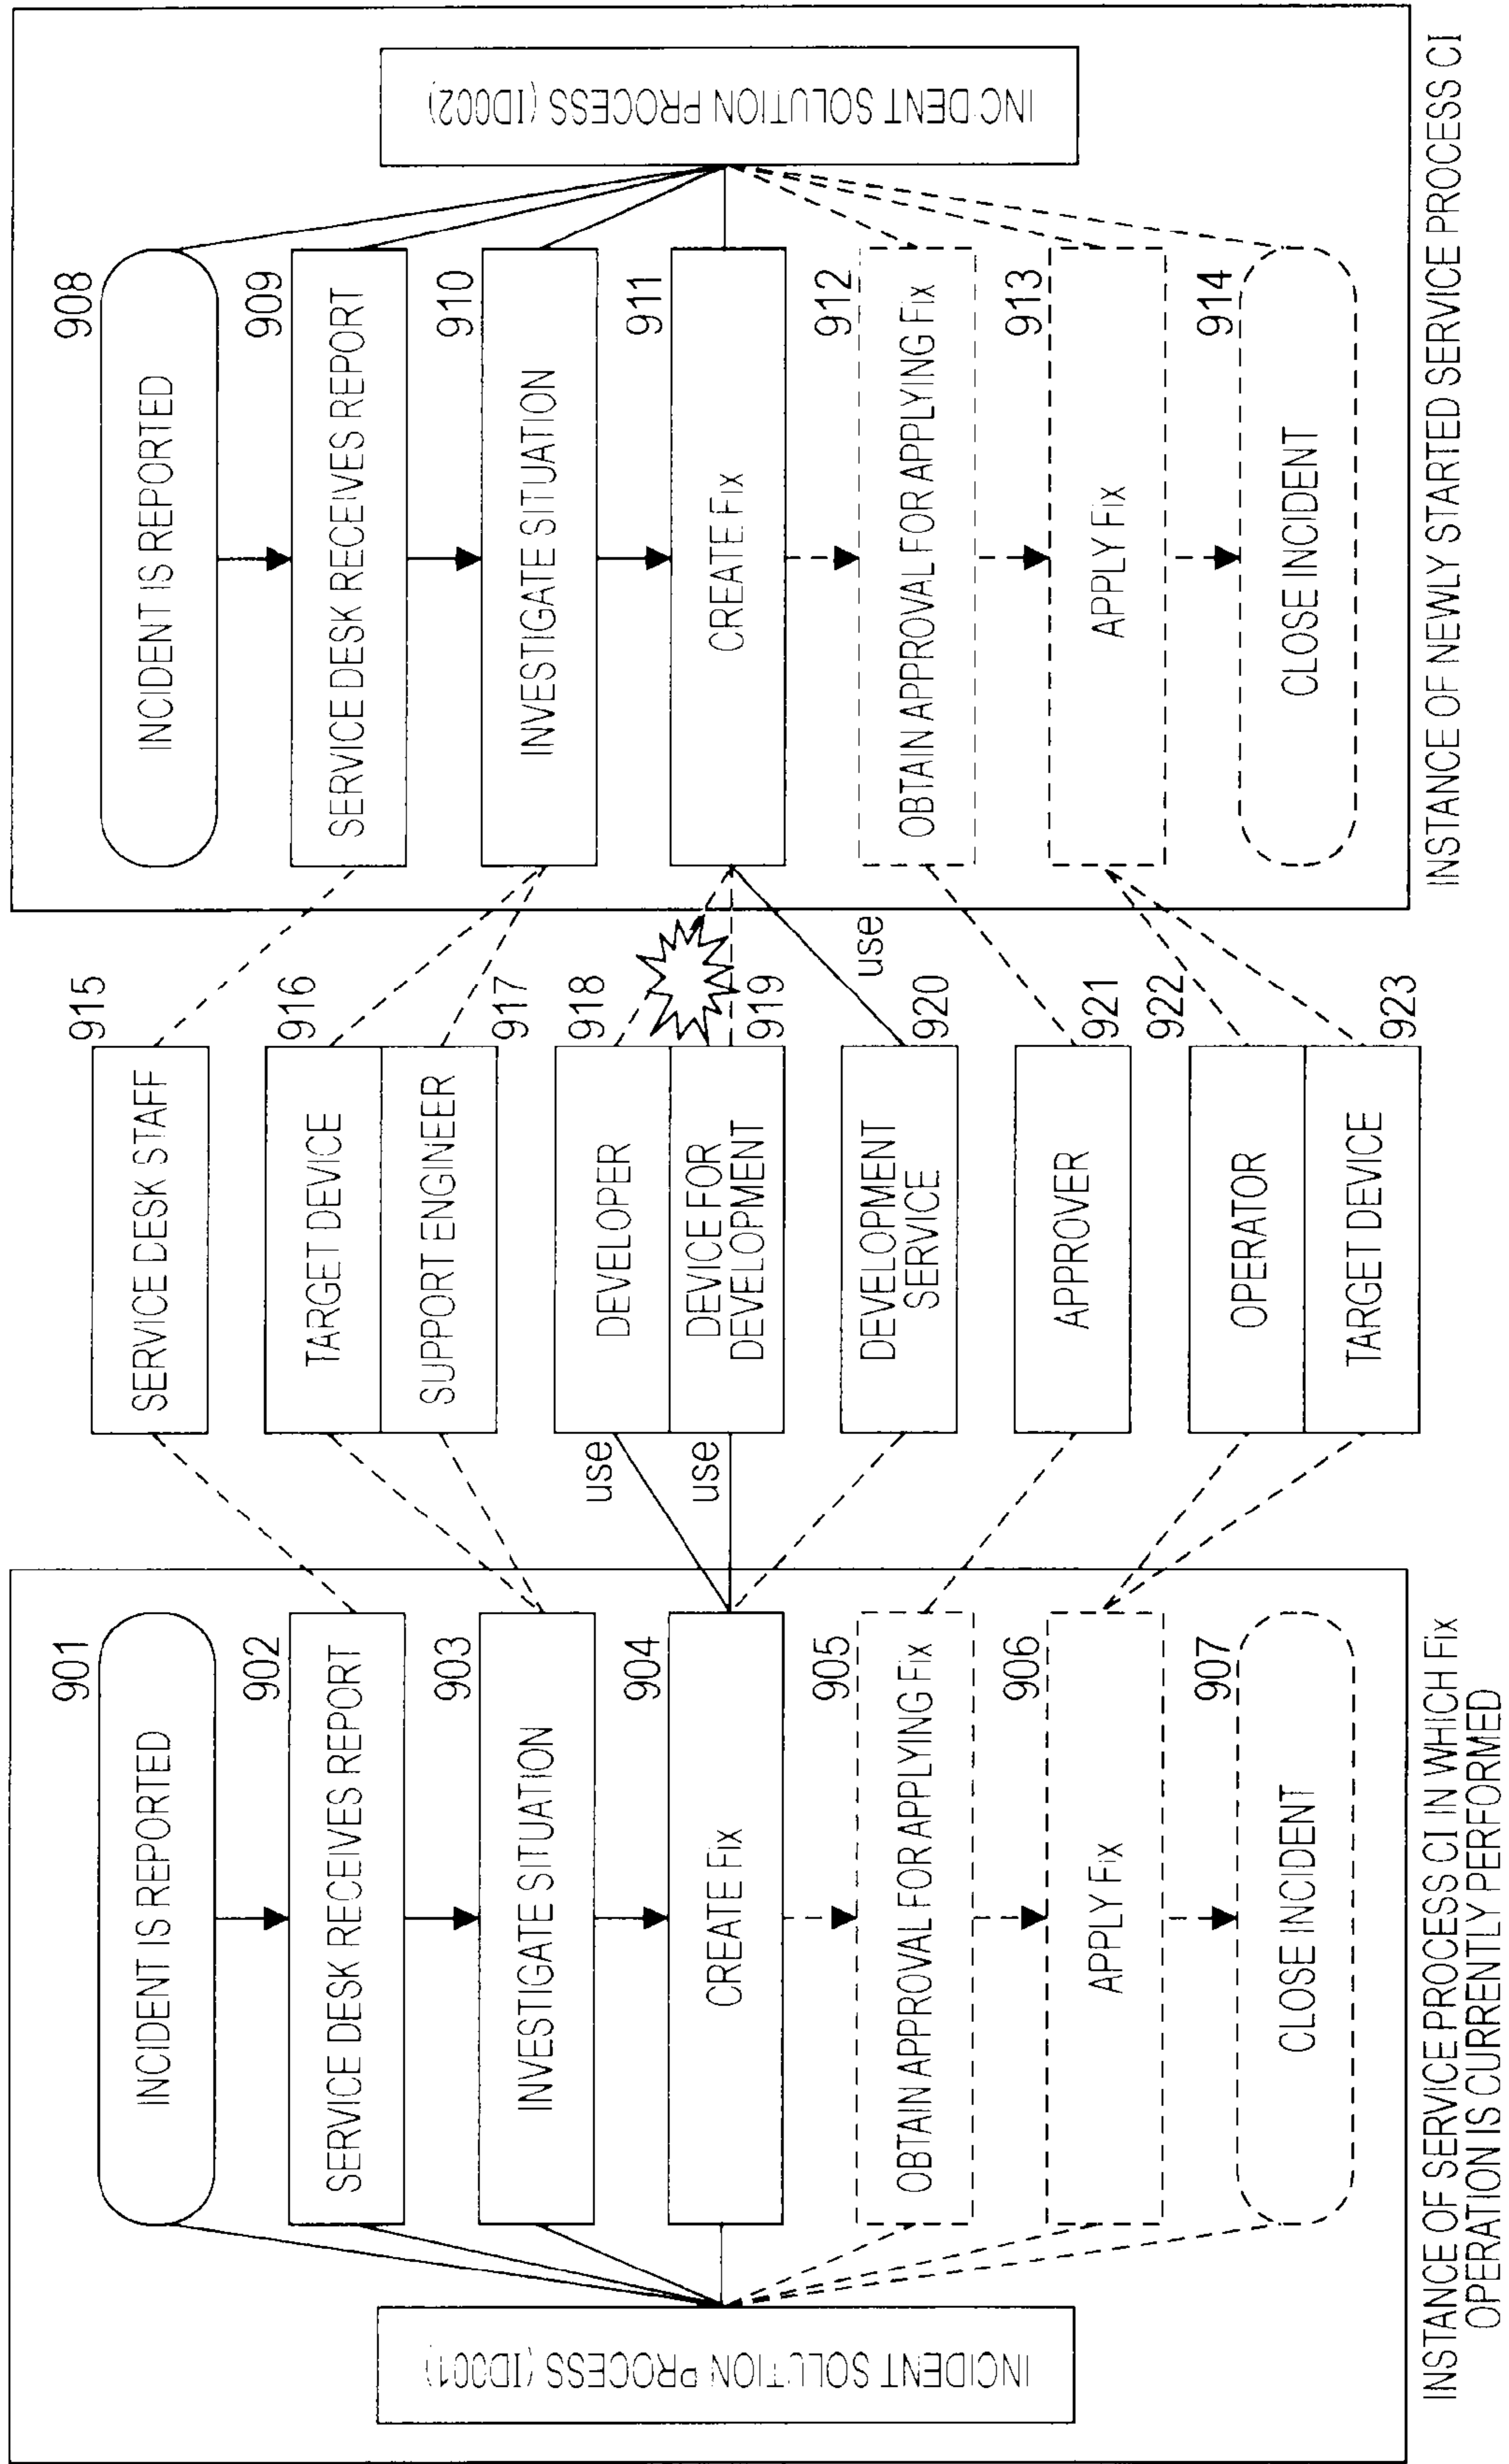 INCIDENT SOLUTION PROCESS (ID001)
901
INCIDENT IS REPORTED
902
SERVICE DESK RECEIVES REPORT
903
INVESTIGATE SITUATION
904
CREATE Fix
905
OBTAIN APPROVAL FOR APPLYING Fix
906
APPLY Fix
907
CLOSE INCIDENT
INSTANCE OF SERVICE PROCESS CI IN WHICH Fix
OPERATION IS CURRENTLY PERFORMED
use
use
915
SERVICE DESK STAFF
916
TARGET DEVICE
SUPPORT ENGINEER
917
918
DEVELOPER
DEVICE FOR
DEVELOPMENT
919
DEVELOPMENT
SERVICE
920
APPROVER
921
922
OPERATOR
TARGET DEVICE
923
use
908
INCIDENT IS REPORTED
909
SERVICE DESK RECEIVES REPORT
910
INVESTIGATE SITUATION
911
CREATE Fix
912
OBTAIN APPROVAL FOR APPLYING Fix
913
APPLY Fix
914
CLOSE INCIDENT
INCIDENT SOLUTION PROCESS (ID002)
INSTANCE OF NEWLY STARTED SERVICE PROCESS CI